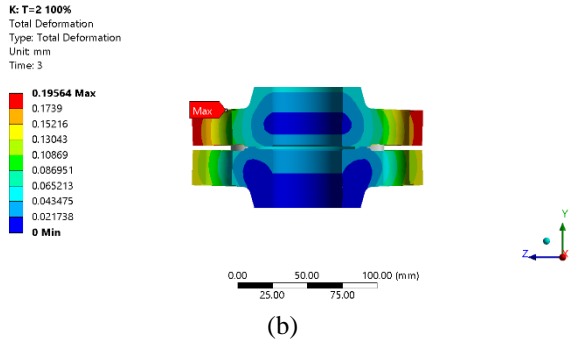 K: T=2 100%
Total Deformation
Type: Total Deformation
Unit: mm
Time: 3
0.19564 Max
0.1739
0.15216
0.13043
0.10869
0.086951
0.065213
0.043475
0.021738
0 Min
Max
Y
Z
X
0.00 50.00 100.00 (mm)
25.00 75.00
(b)